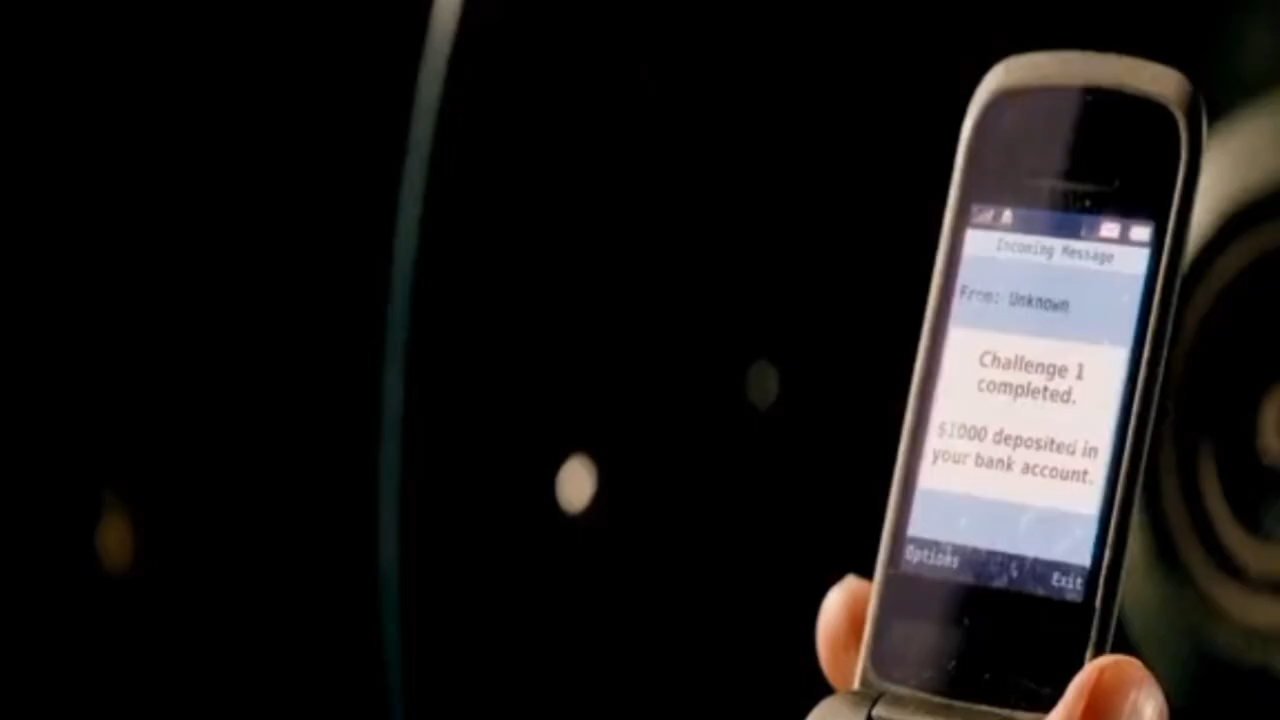 Incoming Message
From: Unknown
Challenge 1
completed.
$1000 deposited in
your bank account.
Options
Exit